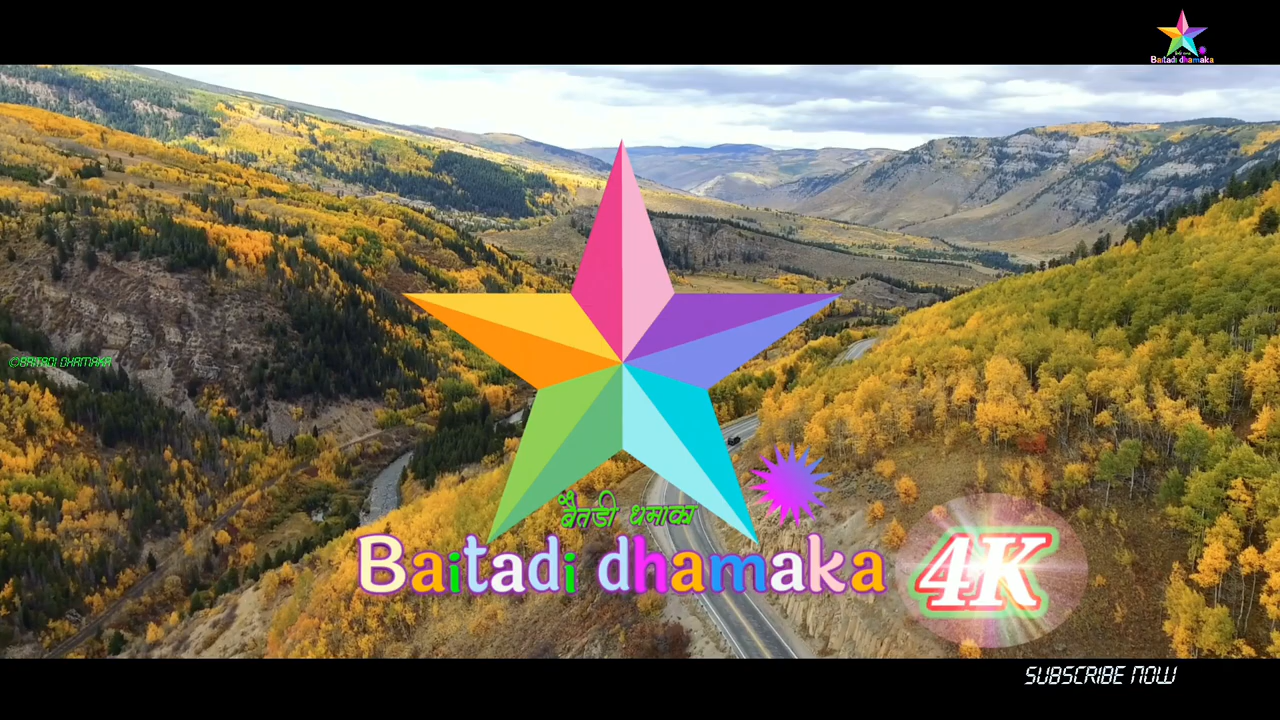 Baitadi dhamaka
©BAITADI DHAMAKA
बैतडी धमाका
Baitadi dhamaka
4K
SUBSCRIBE NOW